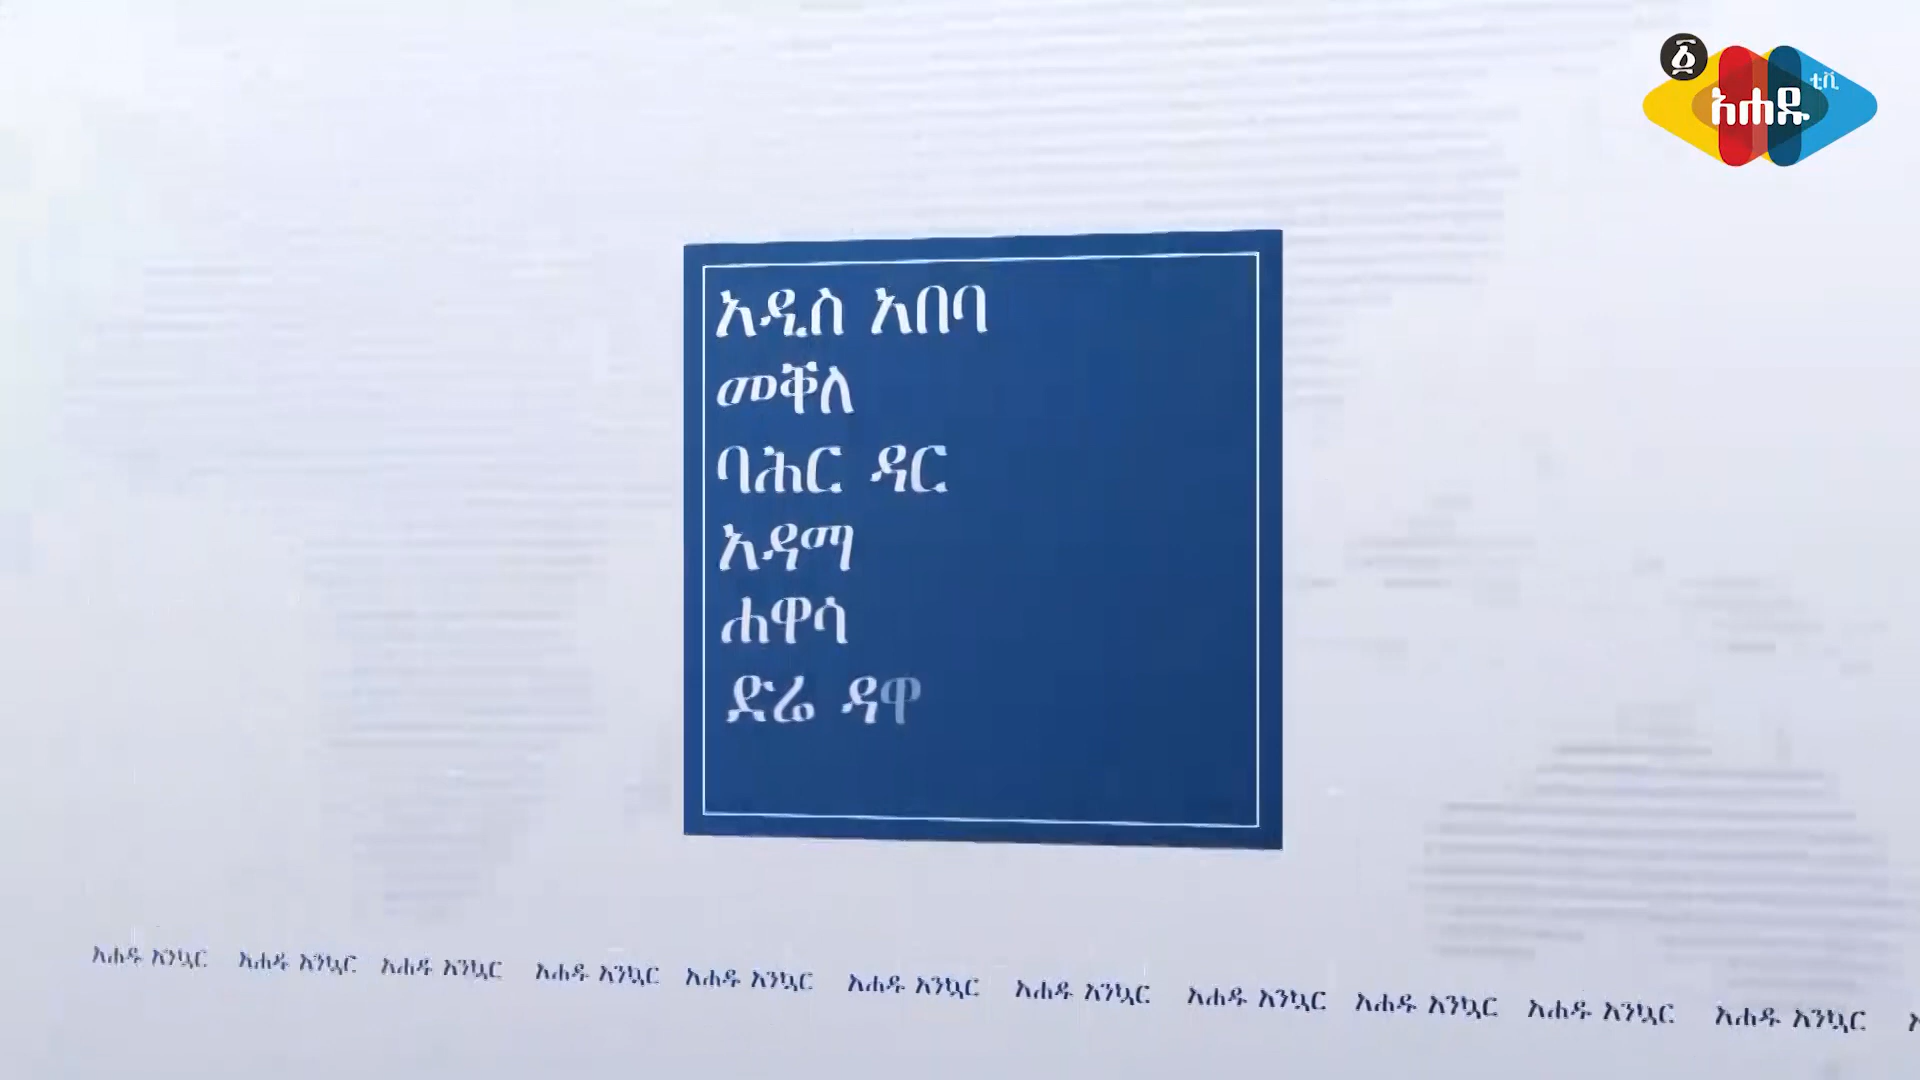 ፩
አሐዱ ቲቪ
አዲስ አበባ
መቐለ
ባሕር ዳር
አዳማ
ሐዋሳ
ድሬ ዳዋ
አሐዱ አንኳር አሐዱ አንኳር አሐዱ አንኳር አሐዱ አንኳር አሐዱ አንኳር አሐዱ አንኳር አሐዱ አንኳር አሐዱ አንኳር አሐዱ አንኳር አሐዱ አንኳር አሐዱ አንኳር